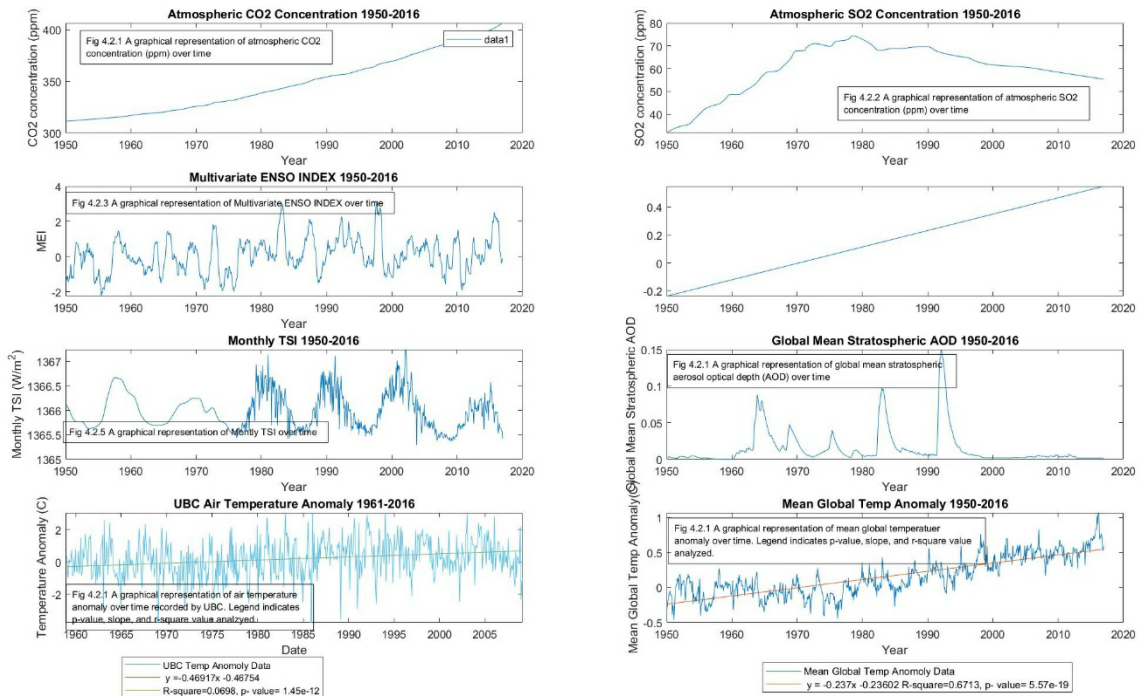 Atmospheric CO2 Concentration 1950-2016
CO2 concentration (ppm)
400
350
300
Fig 4.2.1 A graphical representation of atmospheric CO2
concentration (ppm) over time
data1
1950 1960 1970 1980 1990 2000 2010 2020
Year
Atmospheric SO2 Concentration 1950-2016
SO2 concentration (ppm)
80
60
40
Fig 4.2.2 A graphical representation of atmospheric SO2
concentration (ppm) over time
1950 1960 1970 1980 1990 2000 2010 2020
Year
Multivariate ENSO INDEX 1950-2016
MEI
4
2
0
-2
Fig 4.2.3 A graphical representation of Multivariate ENSO INDEX over time
1950 1960 1970 1980 1990 2000 2010 2020
Year
0.4
0.2
0
-0.2
1950 1960 1970 1980 1990 2000 2010 2020
Monthly TSI 1950-2016
Monthly TSI (W/m²)
1367
1366.5
1366
1365.5
1365
Fig 4.2.5 A graphical representation of Montly TSI over time
1950 1960 1970 1980 1990 2000 2010 2020
Year
Global Mean Stratospheric AOD 1950-2016
Global Mean Stratospheric AOD
0.15
0.1
0.05
0
Fig 4.2.1 A graphical representation of global mean stratospheric
aerosol optical depth (AOD) over time
1950 1960 1970 1980 1990 2000 2010 2020
Year
UBC Air Temperature Anomaly 1961-2016
Temperature Anomaly (C)
2
0
-2
Fig 4.2.1 A graphical representation of air temperature
anomaly over time recorded by UBC. Legend indicates
p-value, slope, and r-square value analyzed.
1960 1965 1970 1975 1980 1985 1990 1995 2000 2005
Date
UBC Temp Anomoly Data
y =-0.46917x -0.46754
R-square=0.0698, p- value= 1.45e-12
Mean Global Temp Anomaly 1950-2016
Mean Global Temp Anomaly(C)
1
0.5
0
-0.5
Fig 4.2.1 A graphical representation of mean global temperatuer
anomaly over time. Legend indicates p-value, slope, and r-square value
analyzed.
1950 1960 1970 1980 1990 2000 2010 2020
Year
Mean Global Temp Anomoly Data
y = -0.237x -0.23602 R-square=0.6713, p- value= 5.57e-19